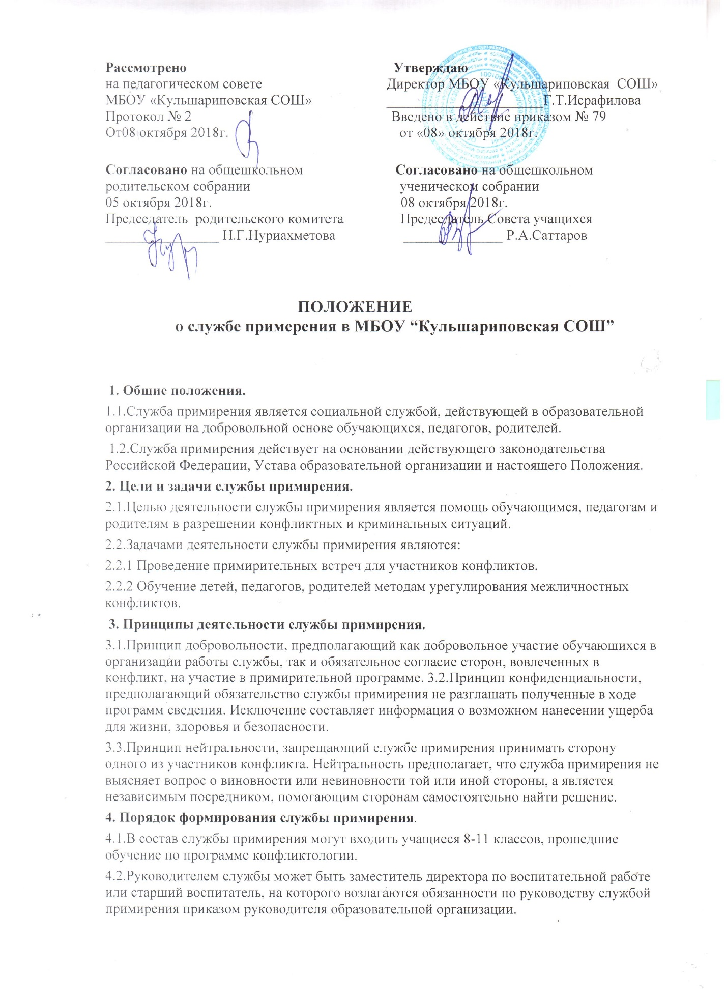 Рассмотрено
на педагогическом совете
МБОУ «Кульшариповская СОШ»
Протокол № 2
От08 октября 2018г.
Утверждаю
Директор МБОУ «Кульшариповская СОШ»
______________________Г.Т.Исрафилова
Введено в действие приказом № 79
от «08» октября 2018г.
Согласовано на общешкольном
родительском собрании
05 октября 2018г.
Председатель родительского комитета
________________ Н.Г.Нуриахметова
Согласовано на общешкольном
ученическом собрании
08 октября 2018г.
Председатель Совета учащихся
______________ Р.А.Саттаров
ПОЛОЖЕНИЕ
о службе примерения в МБОУ “Кульшариповская СОШ”
1. Общие положения.
1.1.Служба примирения является социальной службой, действующей в образовательной
организации на добровольной основе обучающихся, педагогов, родителей.
1.2.Служба примирения действует на основании действующего законодательства
Российской Федерации, Устава образовательной организации и настоящего Положения.
2. Цели и задачи службы примирения.
2.1.Целью деятельности службы примирения является помощь обучающимся, педагогам и
родителям в разрешении конфликтных и криминальных ситуаций.
2.2.Задачами деятельности службы примирения являются:
2.2.1 Проведение примирительных встреч для участников конфликтов.
2.2.2 Обучение детей, педагогов, родителей методам урегулирования межличностных
конфликтов.
3. Принципы деятельности службы примирения.
3.1.Принцип добровольности, предполагающий как добровольное участие обучающихся в
организации работы службы, так и обязательное согласие сторон, вовлеченных в
конфликт, на участие в примирительной программе. 3.2.Принцип конфиденциальности,
предполагающий обязательство службы примирения не разглашать полученные в ходе
программ сведения. Исключение составляет информация о возможном нанесении ущерба
для жизни, здоровья и безопасности.
3.3.Принцип нейтральности, запрещающий службе примирения принимать сторону
одного из участников конфликта. Нейтральность предполагает, что служба примирения не
выясняет вопрос о виновности или невиновности той или иной стороны, а является
независимым посредником, помогающим сторонам самостоятельно найти решение.
4. Порядок формирования службы примирения.
4.1.В состав службы примирения могут входить учащиеся 8-11 классов, прошедшие
обучение по программе конфликтологии.
4.2.Руководителем службы может быть заместитель директора по воспитательной работе
или старший воспитатель, на которого возлагаются обязанности по руководству службой
примирения приказом руководителя образовательной организации.